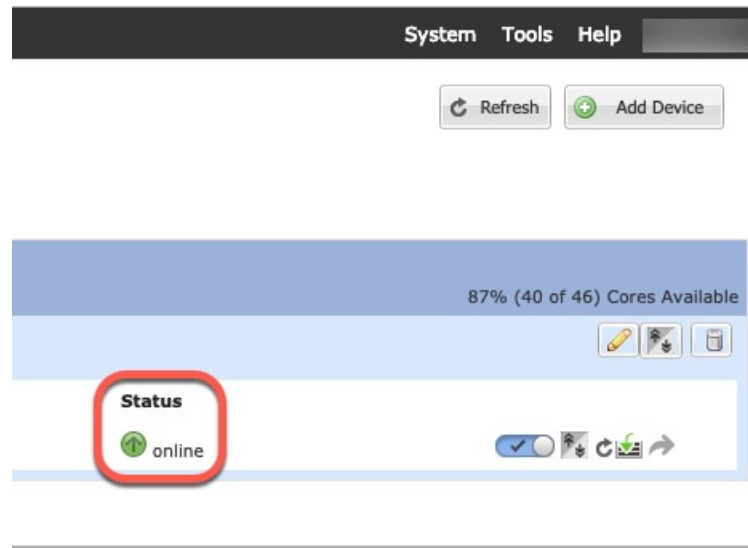 System Tools Help
Refresh Add Device
87% (40 of 46) Cores Available
Status
online